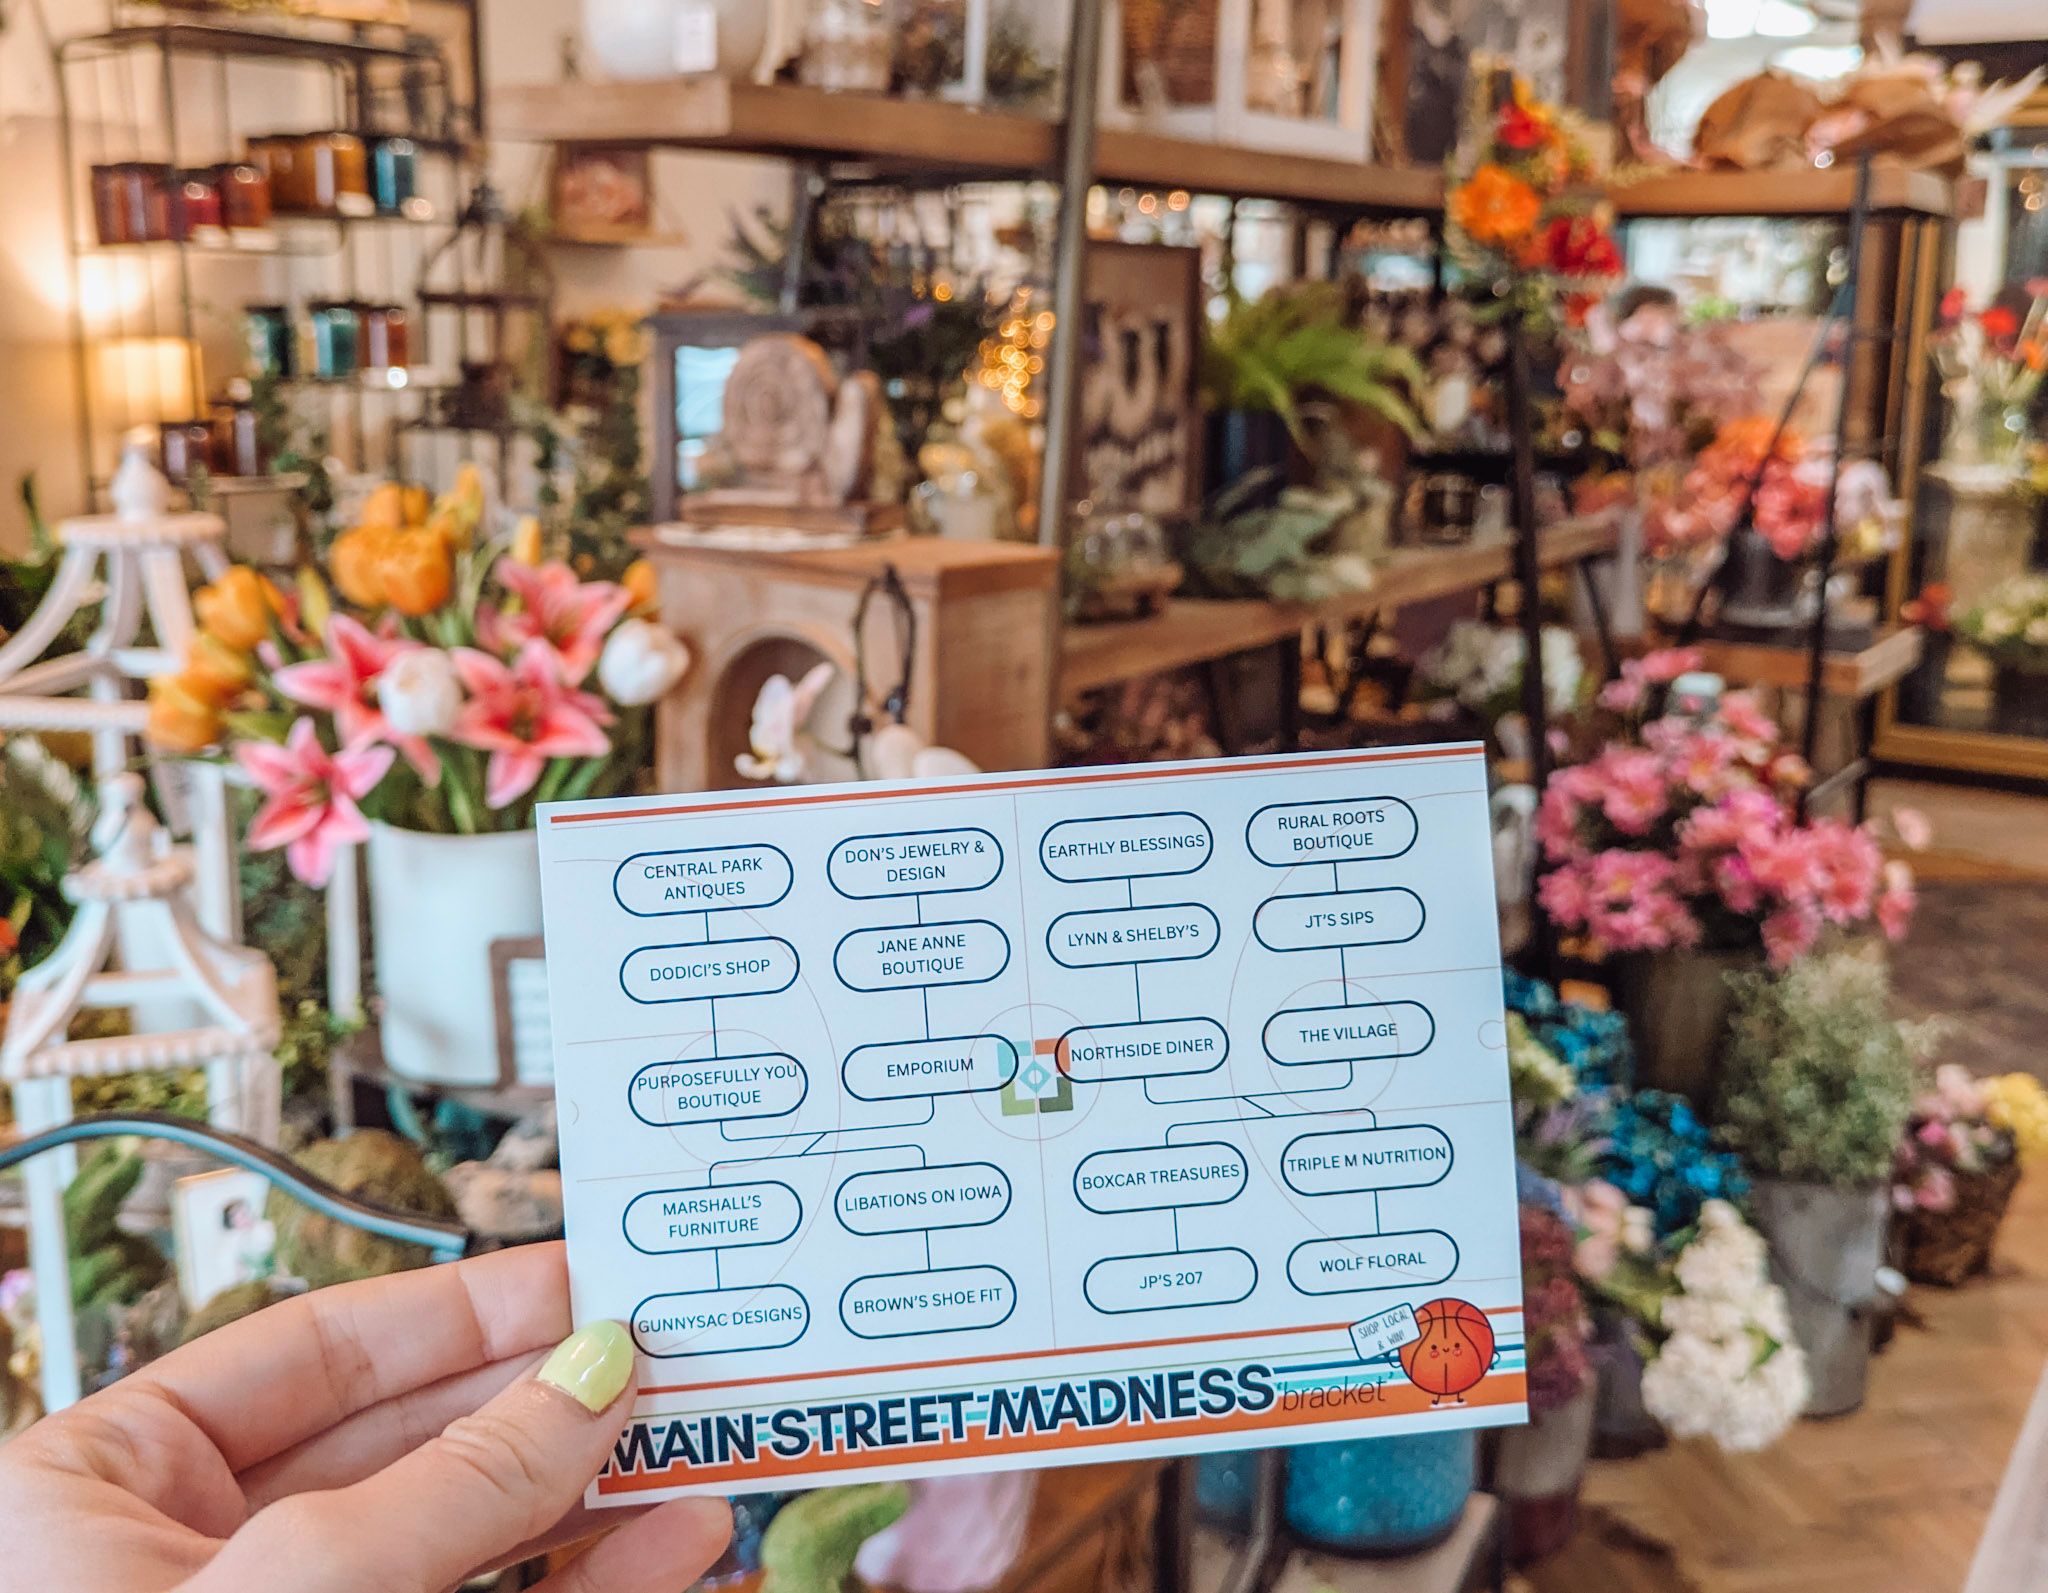 CENTRAL PARK
ANTIQUES
DODICI'S SHOP
PURPOSEFULLY YOU
BOUTIQUE
MARSHALL'S
FURNITURE
GUNNYSAC DESIGNS
DON'S JEWELRY &
DESIGN
JANE ANNE
BOUTIQUE
EMPORIUM
LIBATIONS ON IOWA
BROWN'S SHOE FIT
EARTHLY BLESSINGS
LYNN & SHELBY'S
NORTHSIDE DINER
BOXCAR TREASURES
JP'S 207
RURAL ROOTS
BOUTIQUE
JT'S SIPS
THE VILLAGE
TRIPLE M NUTRITION
WOLF FLORAL
SHOP LOCAL
& WIN!
MAIN STREET MADNESS 'bracket'